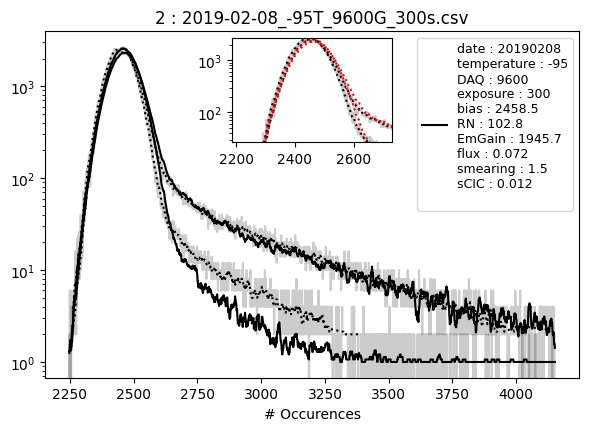 2 : 2019-02-08_-95T_9600G_300s.csv
10³
10²
10¹
10⁰
2250 2500 2750 3000 3250 3500 3750 4000
# Occurences
10³
10²
2200 2400 2600
date : 20190208
temperature : -95
DAQ : 9600
exposure : 300
bias : 2458.5
RN : 102.8
EmGain : 1945.7
flux : 0.072
smearing : 1.5
sCIC : 0.012